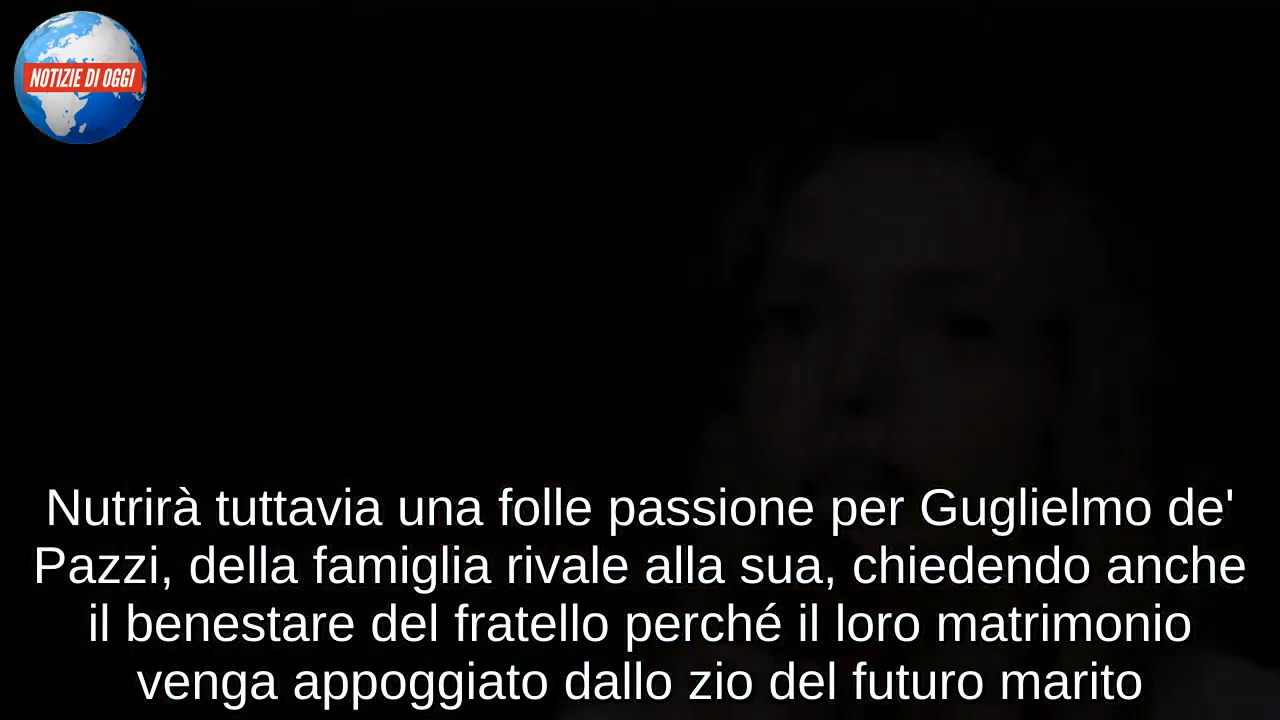 NOTIZIE DI OGGI
Nutrirà tuttavia una folle passione per Guglielmo de'
Pazzi, della famiglia rivale alla sua, chiedendo anche
il benestare del fratello perché il loro matrimonio
venga appoggiato dallo zio del futuro marito